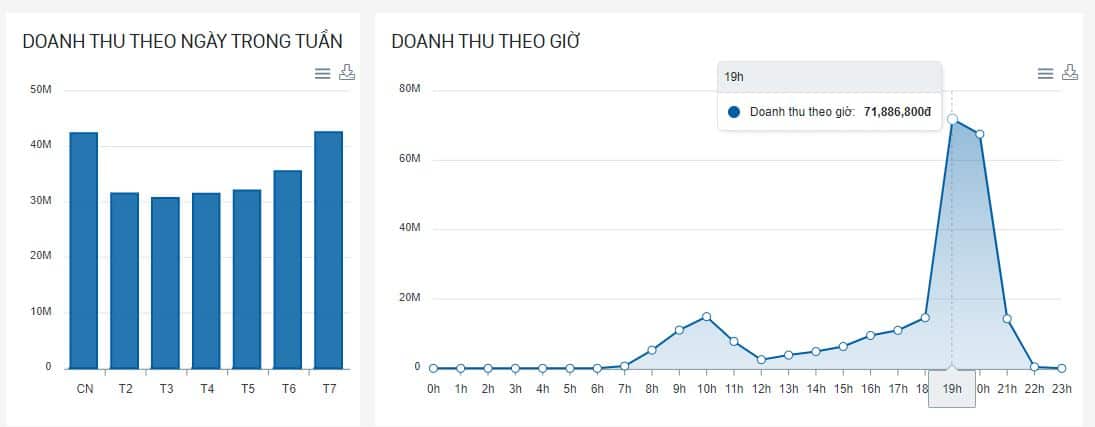 DOANH THU THEO NGÀY TRONG TUẦN
50M
40M
30M
20M
10M
0
CN T2 T3 T4 T5 T6 T7
DOANH THU THEO GIỜ
19h
Doanh thu theo giờ: 71,886,800đ
80M
60M
40M
20M
0
0h 1h 2h 3h 4h 5h 6h 7h 8h 9h 10h 11h 12h 13h 14h 15h 16h 17h 18 19h 0h 21h 22h 23h